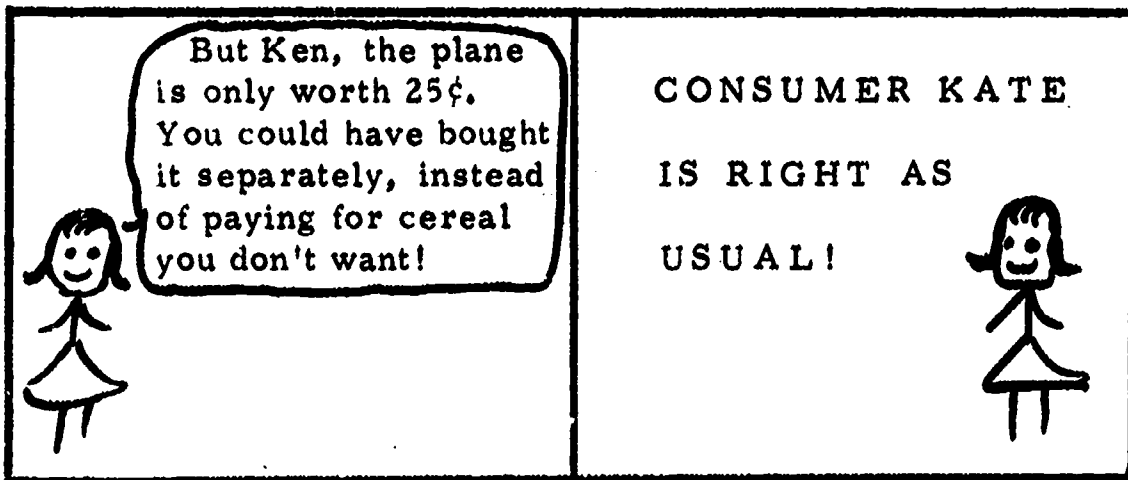 But Ken, the plane
is only worth 25¢.
You could have bought
it separately, instead
of paying for cereal
you don't want!
CONSUMER KATE
IS RIGHT AS
USUAL!